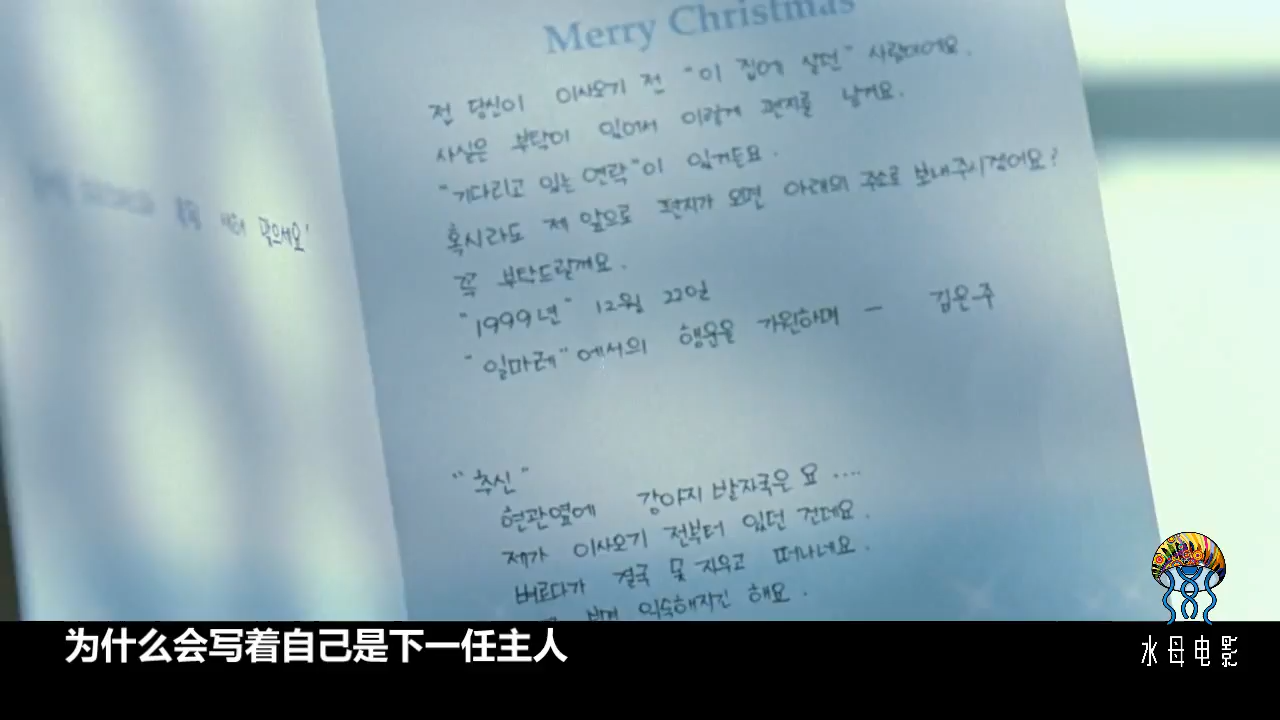 Merry Christmas
전 당신이 이사오기 전 "이 집에 살던" 사람이에요.
사실은 부탁이 있어서 이렇게 편지를 남겨요.
"기다리고 있는 연락"이 있거든요.
혹시라도 제 앞으로 편지가 오면 아래의 주소로 보내주시겠어요?
꼭 부탁드릴께요.
"1999년" 12월 22일
"일마레"에서의 행운을 기원하며 - 김은주
"추신"
현관옆에 강아지 발자국은 요 ....
제가 이사오기 전부터 있던 건데요.
벼르다가 결국 못 지우고 떠나네요.
익숙해지긴 해요.
为什么会写着自己是下一任主人
水母电影